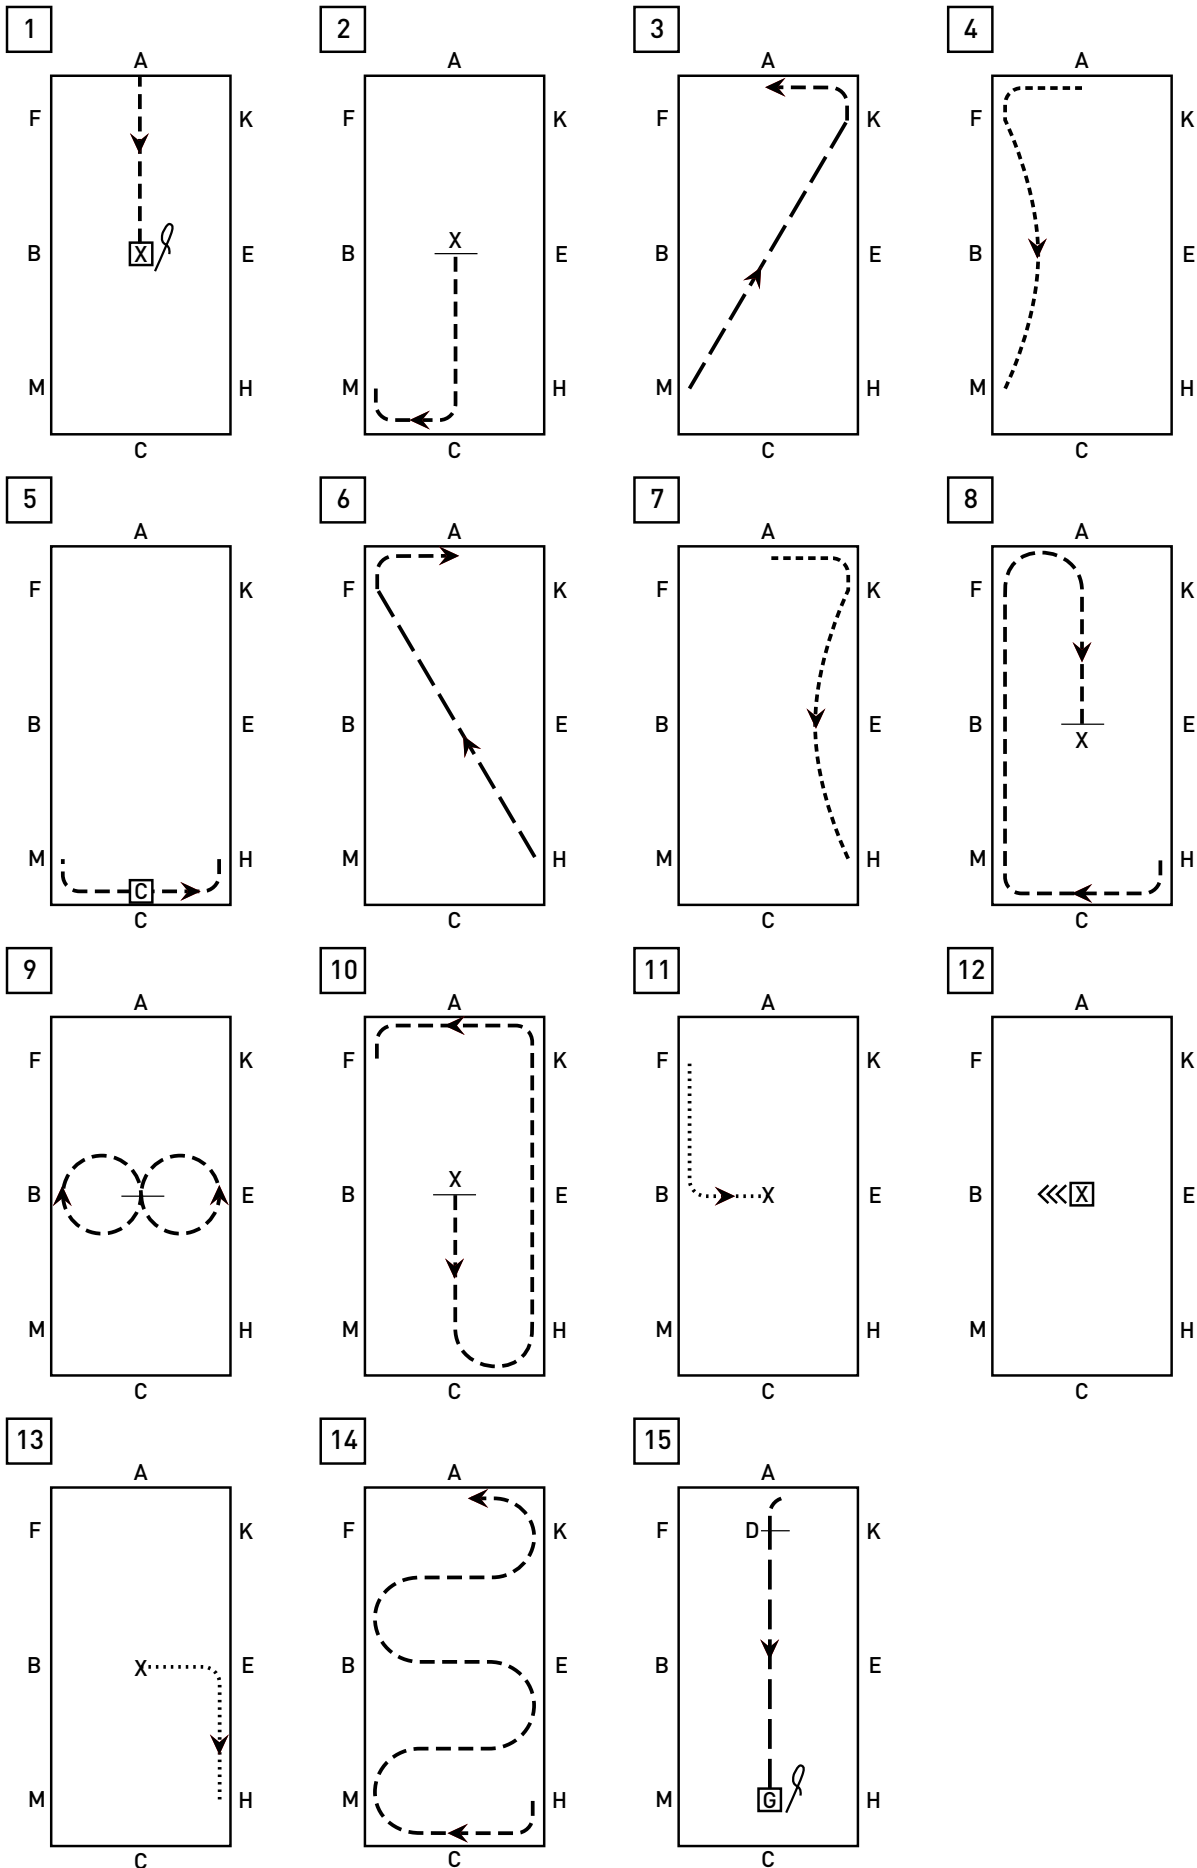 1 2 3 4
A A A A
F K F K F K F K
B X E B X E B E B E
M H M H M H M H
C C C C
5 6 7 8
A A A A
F K F K F K F K
B E B E B E B E
X
M H M H M H M H
C
C C C C
9 10 11 12
A A A A
F K F K F K F K
X
B E B E B X E B X E
M H M H M H M H
C C C C
13 14 15
A A A
F K F K F D K
B X E B E B E
M H M H M G H
C C C